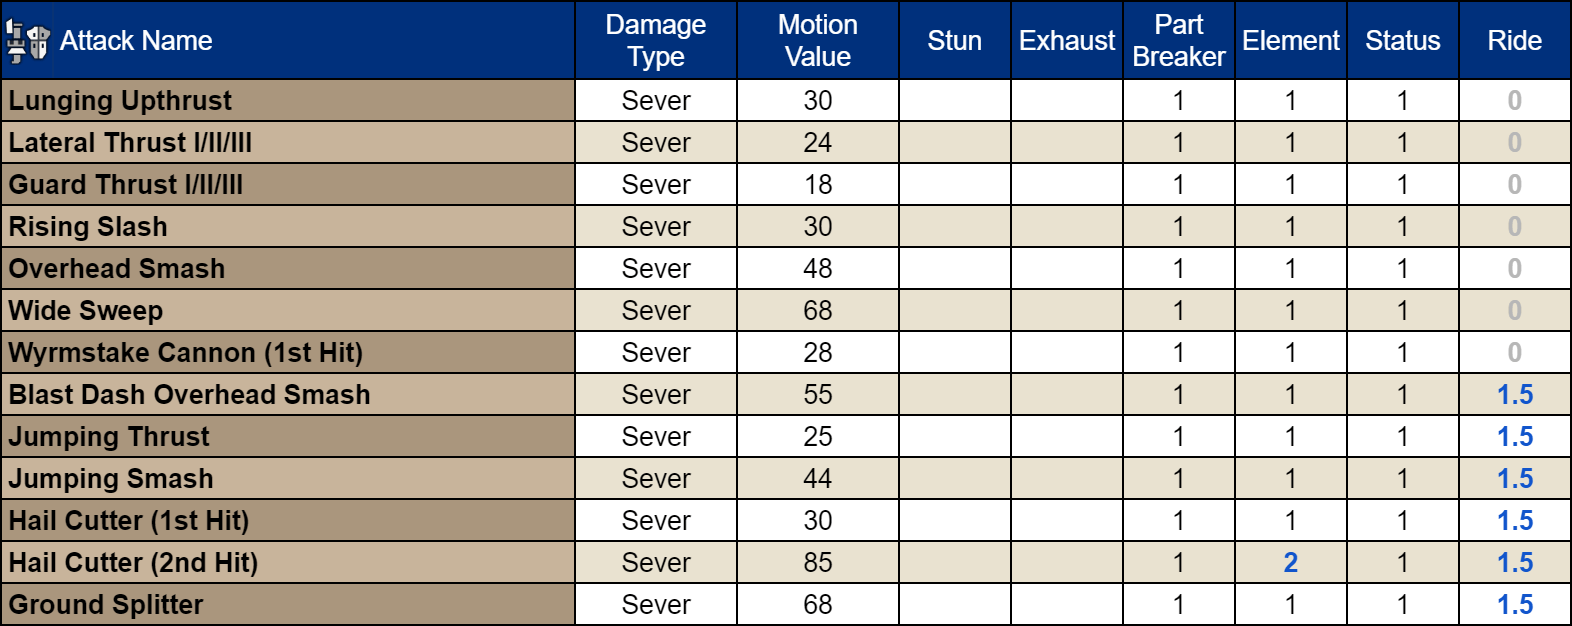 Attack Name Damage Type Motion Value Stun Exhaust Part Breaker Element Status Ride
Lunging Upthrust Sever 30 1 1 1 0
Lateral Thrust I/II/III Sever 24 1 1 1 0
Guard Thrust I/II/III Sever 18 1 1 1 0
Rising Slash Sever 30 1 1 1 0
Overhead Smash Sever 48 1 1 1 0
Wide Sweep Sever 68 1 1 1 0
Wyrmstake Cannon (1st Hit) Sever 28 1 1 1 0
Blast Dash Overhead Smash Sever 55 1 1 1 1.5
Jumping Thrust Sever 25 1 1 1 1.5
Jumping Smash Sever 44 1 1 1 1.5
Hail Cutter (1st Hit) Sever 30 1 1 1 1.5
Hail Cutter (2nd Hit) Sever 85 1 2 1 1.5
Ground Splitter Sever 68 1 1 1 1.5